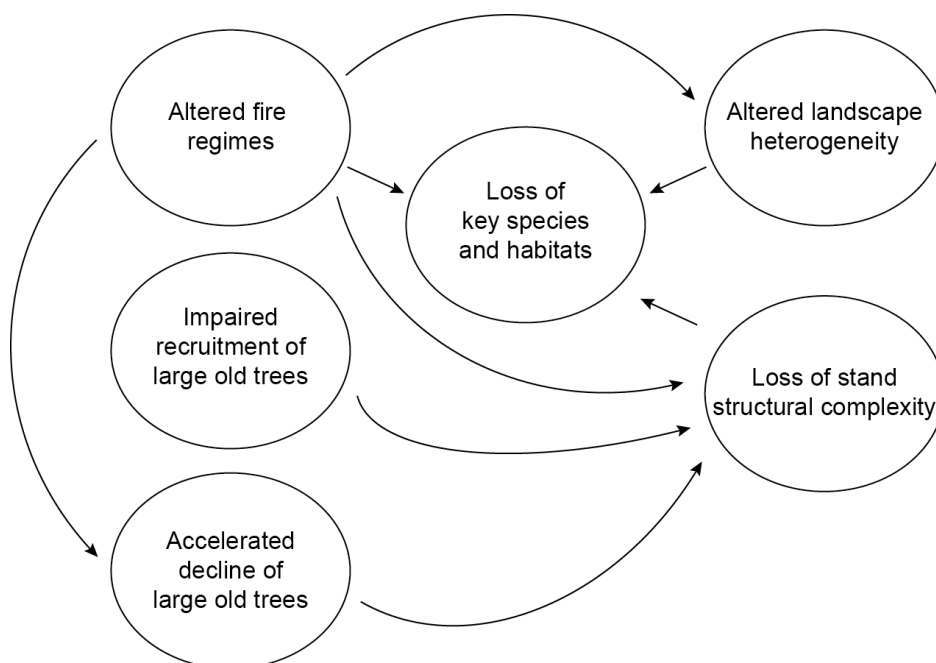 Altered fire
regimes
Altered landscape
heterogeneity
Loss of
key species
and habitats
Impaired
recruitment of
large old trees
Loss of stand
structural complexity
Accelerated
decline of
large old trees